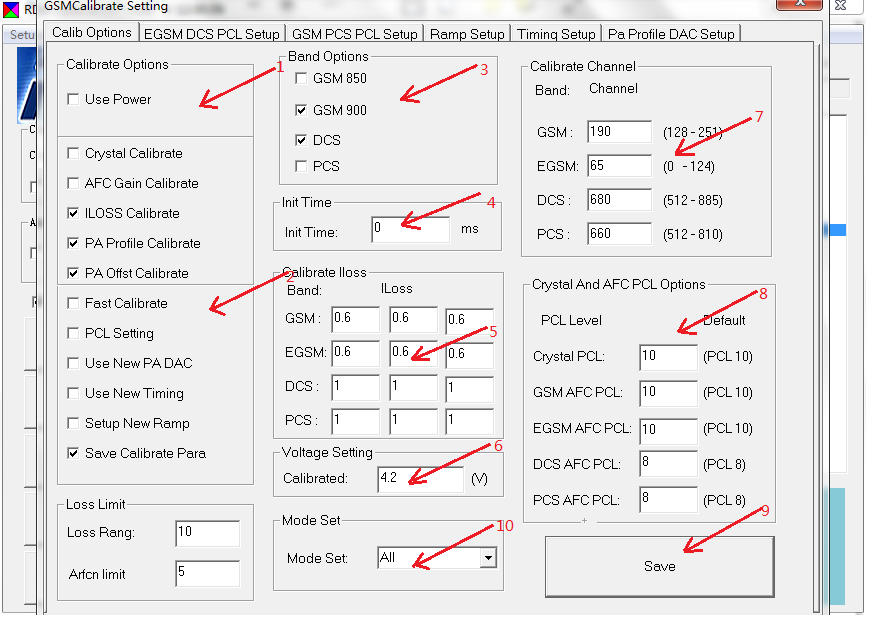 RD
GSMCalibrate Setting
Setu
Calib Options
EGSM DCS PCL Setup
GSM PCS PCL Setup
Ramp Setup
Timing Setup
Pa Profile DAC Setup
Calibrate Options
Use Power
1
Crystal Calibrate
AFC Gain Calibrate
ILOSS Calibrate
PA Profile Calibrate
PA Offst Calibrate
Fast Calibrate
2
PCL Setting
Use New PA DAC
Use New Timing
Setup New Ramp
Save Calibrate Para
Loss Limit
Loss Rang: 10
Arfcn limit 5
Band Options
GSM 850
3
GSM 900
DCS
PCS
Init Time
4
Init Time: 0 ms
Calibrate Iloss
Band: ILoss
GSM : 0.6 0.6 0.6
5
EGSM: 0.6 0.6 0.6
DCS : 1 1 1
PCS : 1 1 1
Voltage Setting
6
Calibrated: 4.2 (V)
Mode Set
10
Mode Set: All
Calibrate Channel
Band: Channel
7
GSM : 190 (128-251)
EGSM: 65 (0 -124)
DCS : 680 (512-885)
PCS : 660 (512-810)
Crystal And AFC PCL Options
8
PCL Level Default
Crystal PCL: 10 (PCL 10)
GSM AFC PCL: 10 (PCL 10)
EGSM AFC PCL: 10 (PCL 10)
DCS AFC PCL: 8 (PCL 8)
PCS AFC PCL: 8 (PCL 8)
9
Save